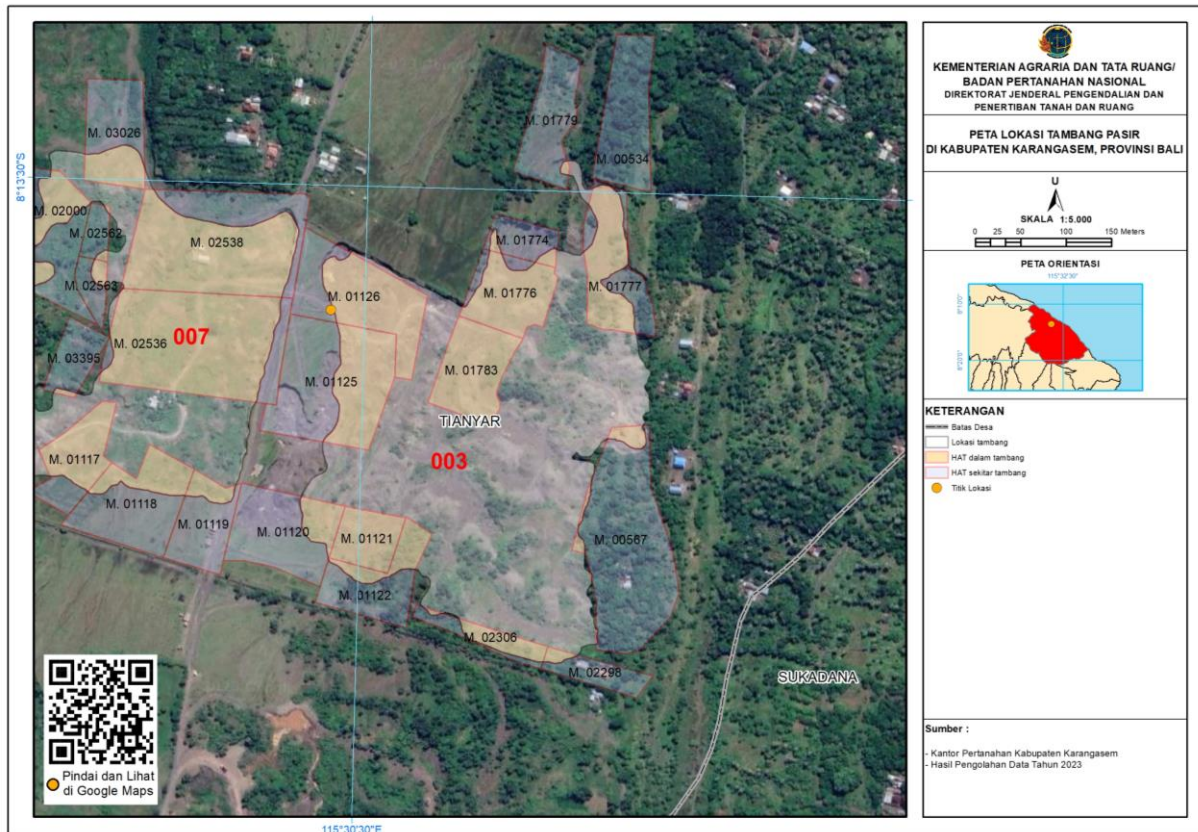 M. 03026
M. 01779
M. 00534
8°13'30"S
M. 02000
M. 02562
M. 02538
M. 01774
M. 02563
M. 01126
M. 01776
M. 01777
M. 02536
007
M. 03395
M. 01125
M. 01783
TIANYAR
003
M. 01117
M. 01118
M. 01119
M. 01120
M. 01121
M. 00567
M. 01122
M. 02306
M. 02298
SUKADANA
Pindai dan Lihat
di Google Maps
115°30'30"E
KEMENTERIAN AGRARIA DAN TATA RUANG/
BADAN PERTANAHAN NASIONAL
DIREKTORAT JENDERAL PENGENDALIAN DAN
PENERTIBAN TANAH DAN RUANG
PETA LOKASI TAMBANG PASIR
DI KABUPATEN KARANGASEM, PROVINSI BALI
U
SKALA 1:5.000
0 25 50 100 150 Meters
PETA ORIENTASI
115°32'30"
8°10'0"
8°20'0"
KETERANGAN
Batas Desa
Lokasi tambang
HAT dalam tambang
HAT sekitar tambang
Titik Lokasi
Sumber :
- Kantor Pertanahan Kabupaten Karangasem
- Hasil Pengolahan Data Tahun 2023